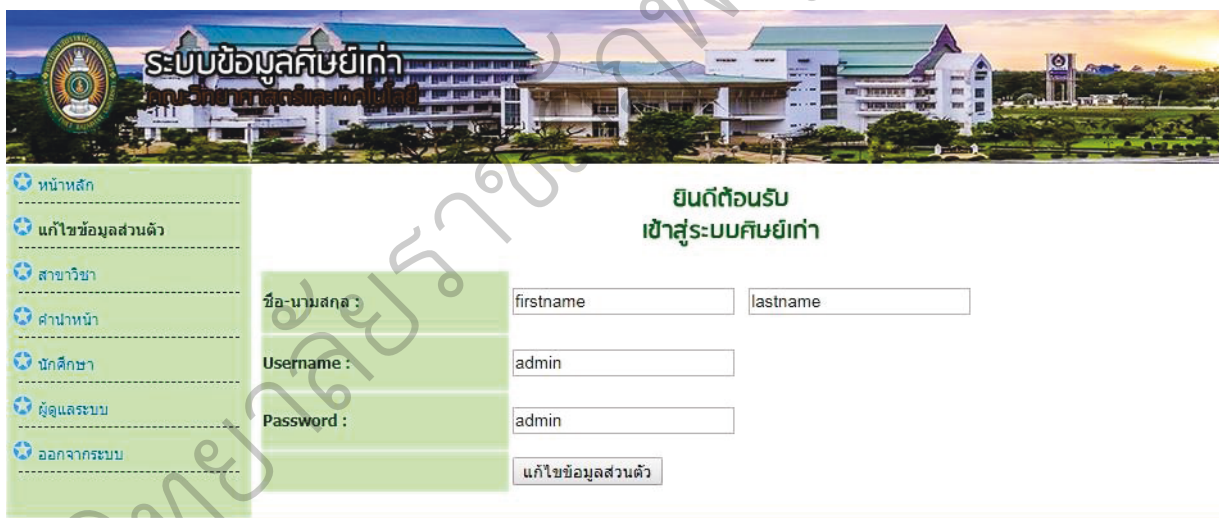 ระบบข้อมูลศิษย์เก่า
คณะวิทยาศาสตร์และเทคโนโลยี
หน้าหลัก
แก้ไขข้อมูลส่วนตัว
สาขาวิชา
คำนำหน้า
นักศึกษา
ผู้ดูแลระบบ
ออกจากระบบ
ยินดีต้อนรับ
เข้าสู่ระบบศิษย์เก่า
ชื่อ-นามสกุล : firstname lastname
Username : admin
Password : admin
แก้ไขข้อมูลส่วนตัว